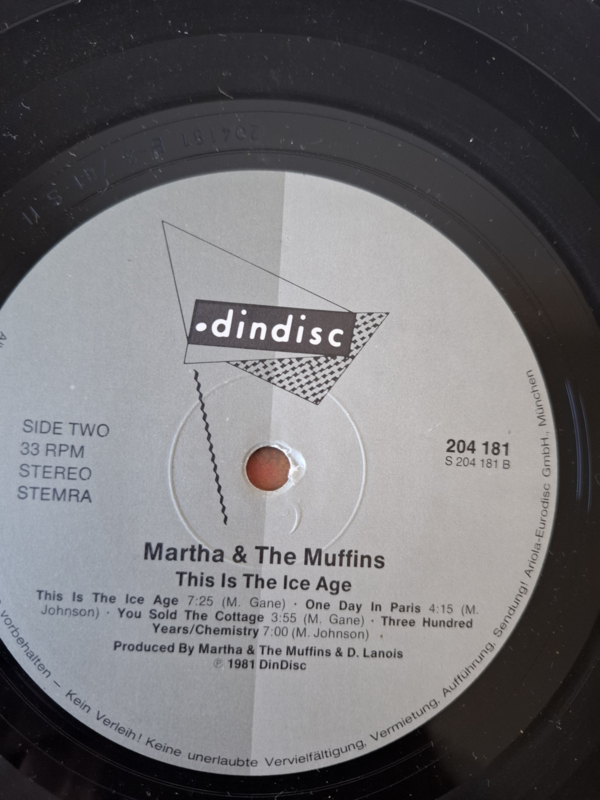 .dindisc
SIDE TWO
33 RPM
STEREO
STEMRA
204 181
S 204 181 B
Martha & The Muffins
This Is The Ice Age
This Is The Ice Age 7:25 (M. Gane) · One Day In Paris 4:15 (M.
Johnson) · You Sold The Cottage 3:55 (M. Gane) · Three Hundred
Years/Chemistry 7:00 (M. Johnson)
Produced By Martha & The Muffins & D. Lanois
℗ 1981 DinDisc
vorbehalten – Kein Verleih! Keine unerlaubte Vervielfältigung, Vermietung, Aufführung, Sendung! Ariola-Eurodisc GmbH., München